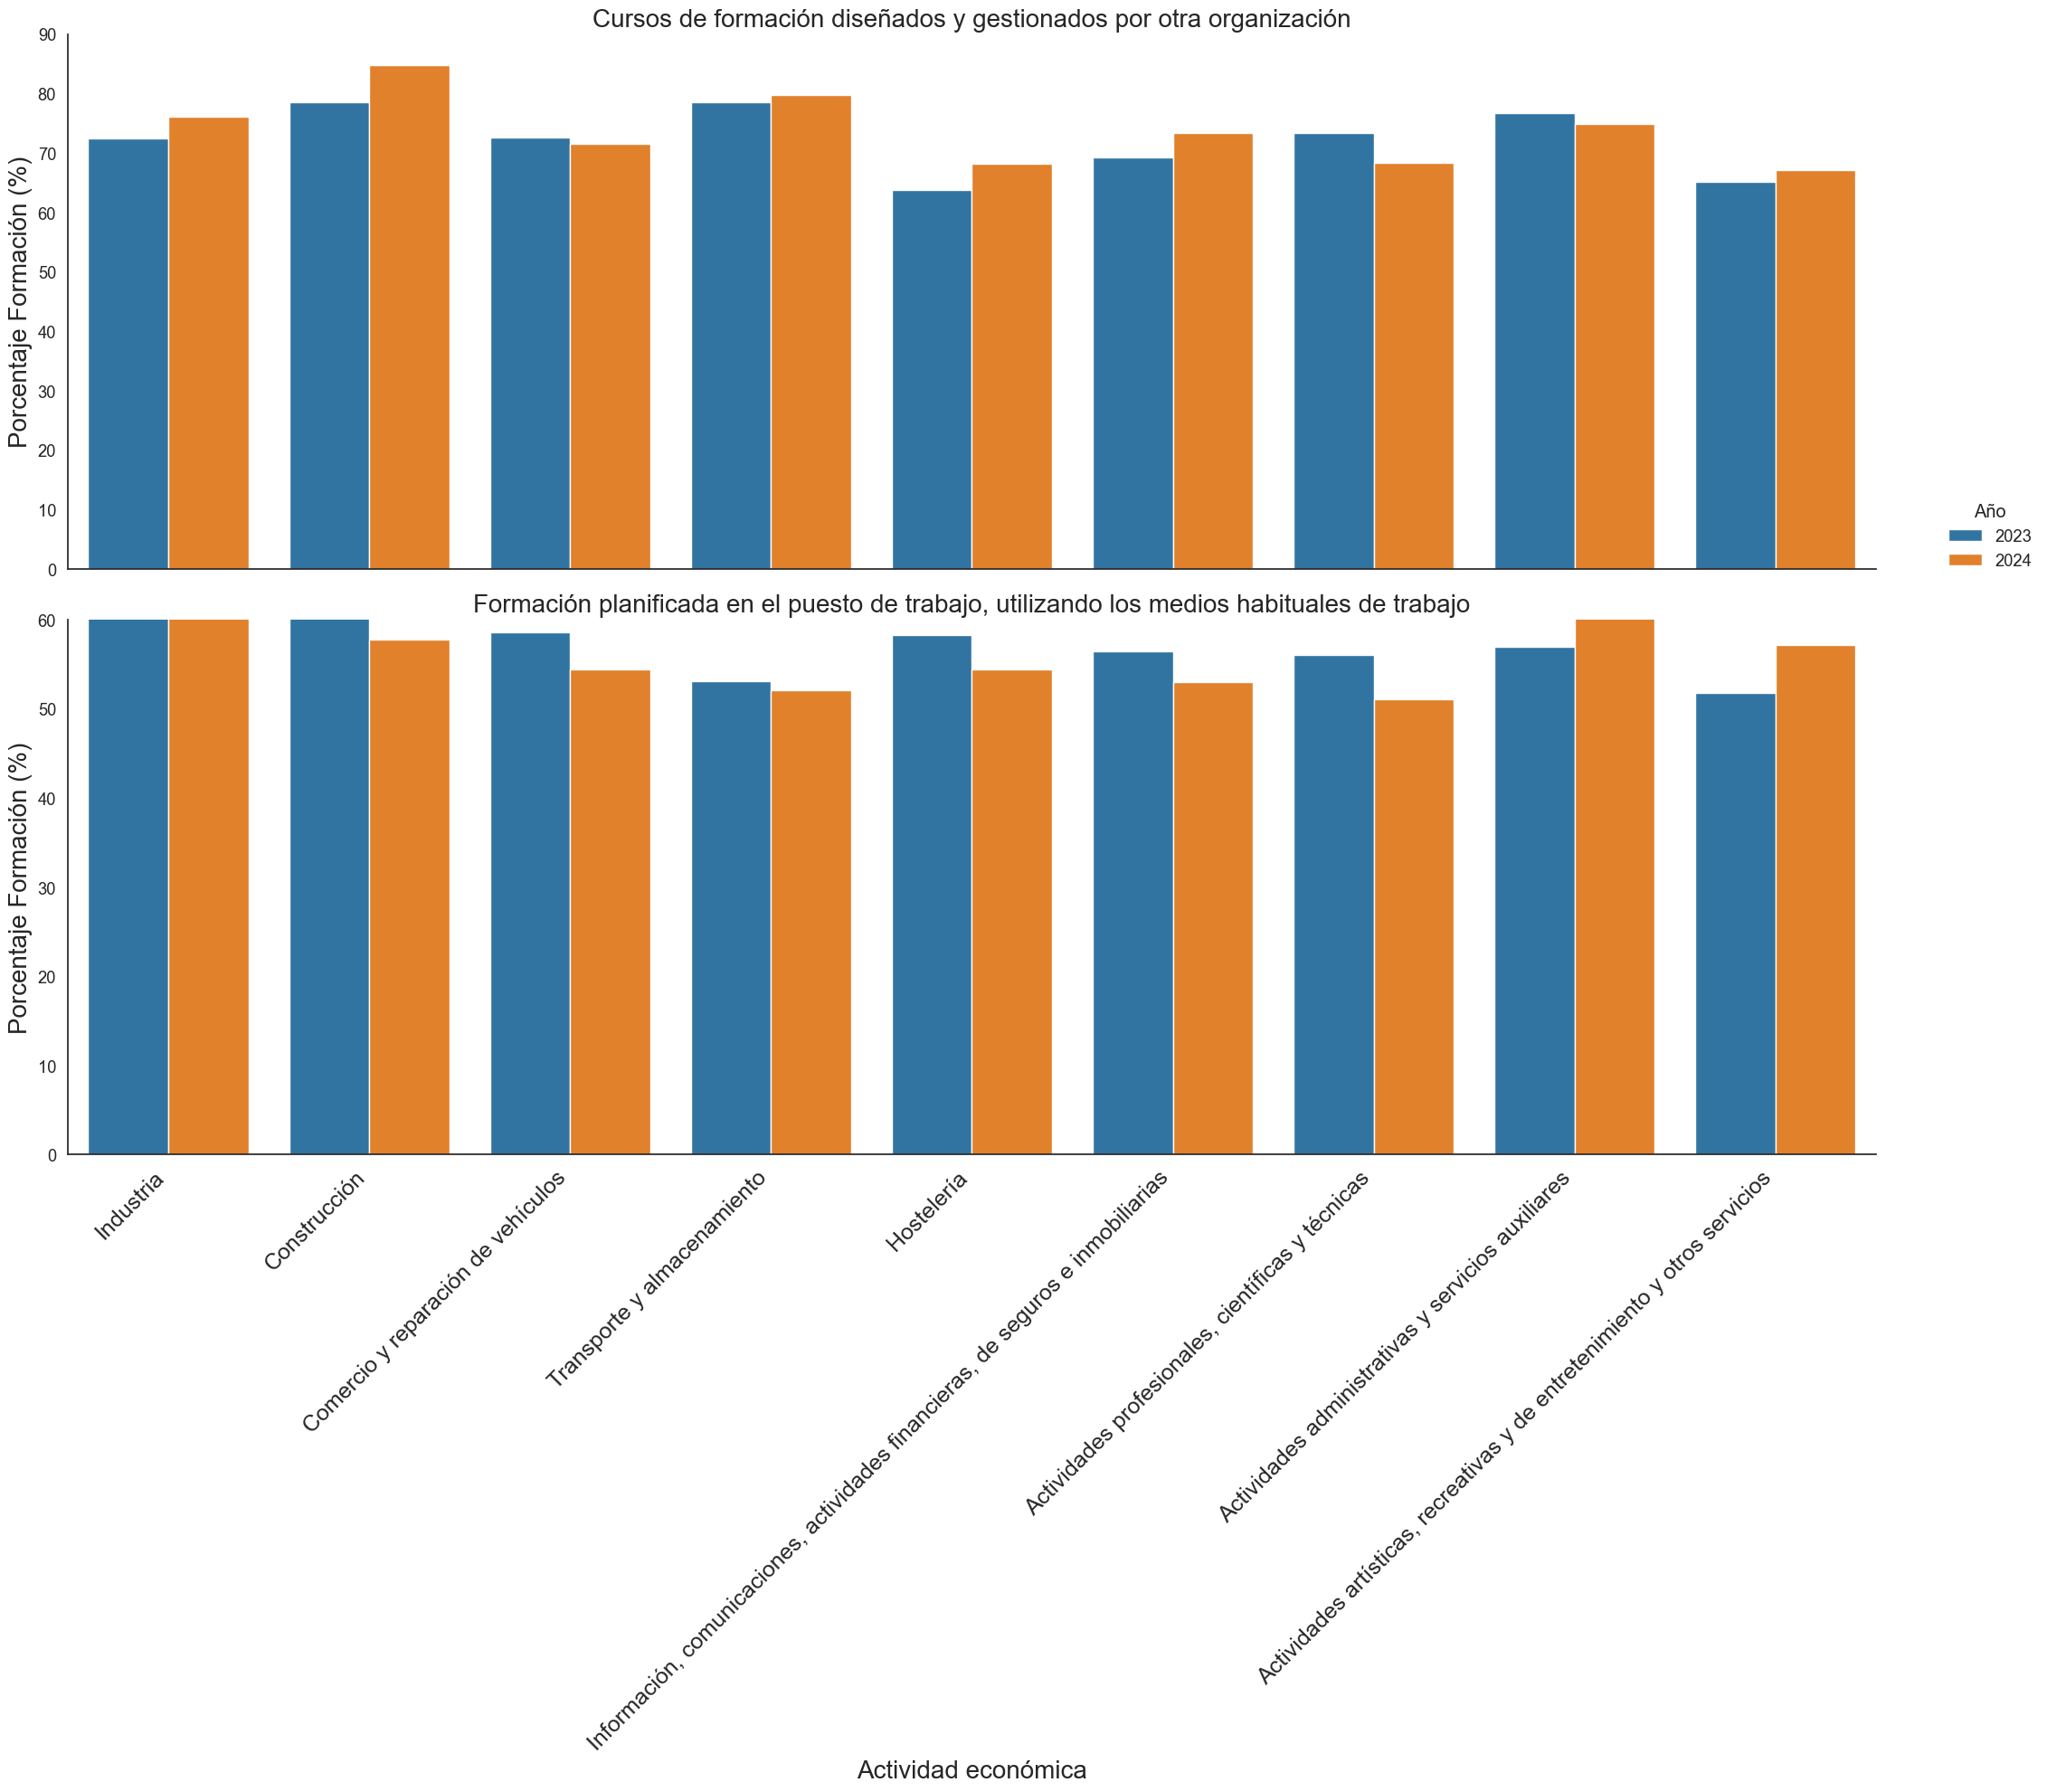 Cursos de formación diseñados y gestionados por otra organización
Porcentaje Formación (%)
90
80
70
60
50
40
30
20
10
0
Año
2023
2024
Formación planificada en el puesto de trabajo, utilizando los medios habituales de trabajo
Porcentaje Formación (%)
60
50
40
30
20
10
0
Industria
Construcción
Comercio y reparación de vehículos
Transporte y almacenamiento
Hostelería
Información, comunicaciones, actividades financieras, de seguros e inmobiliarias
Actividades profesionales, científicas y técnicas
Actividades administrativas y servicios auxiliares
Actividades artísticas, recreativas y de entretenimiento y otros servicios
Actividad económica